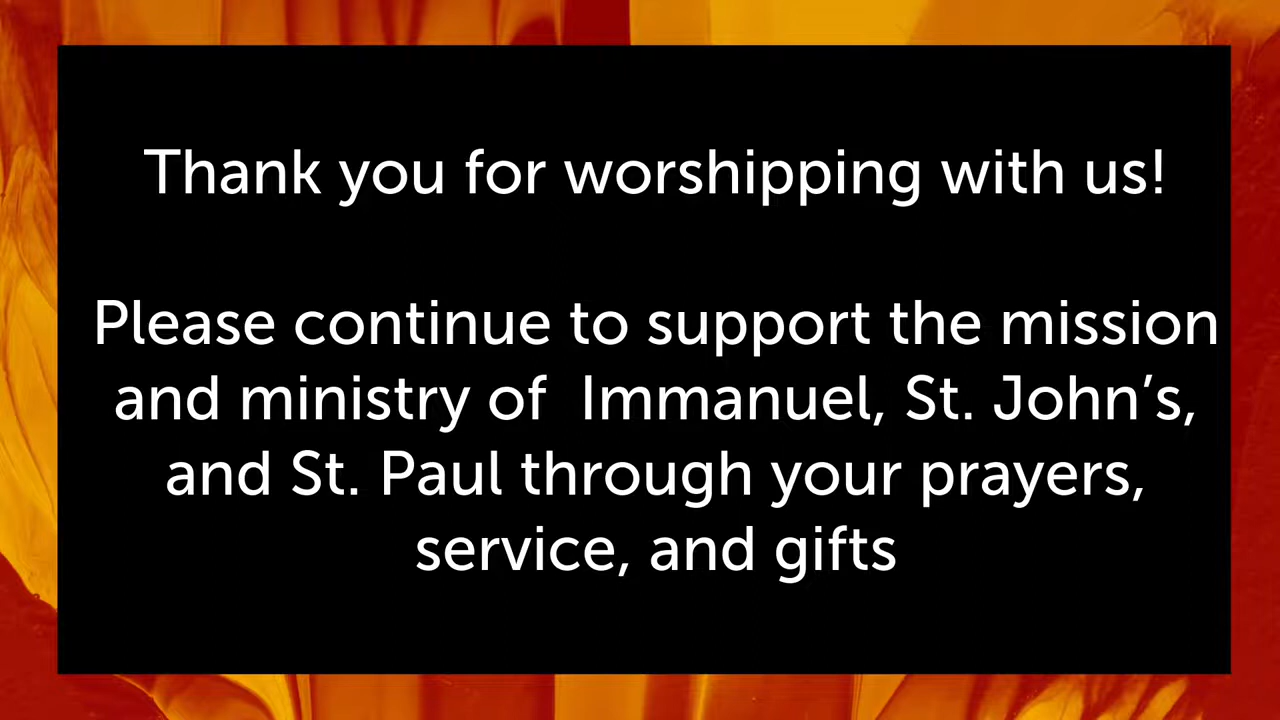 Thank you for worshipping with us!
Please continue to support the mission
and ministry of  Immanuel, St. John’s,
and St. Paul through your prayers,
service, and gifts